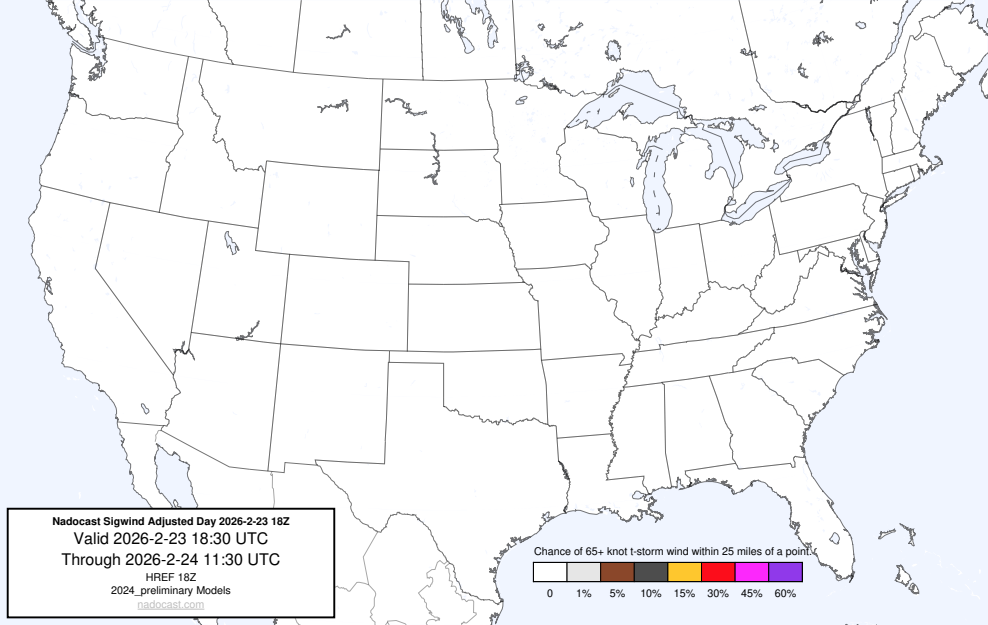 Nadocast Sigwind Adjusted Day 2026-2-23 18Z
Valid 2026-2-23 18:30 UTC
Through 2026-2-24 11:30 UTC
HREF 18Z
2024_preliminary Models
nadocast.com
Chance of 65+ knot t-storm wind within 25 miles of a point.
0 1% 5% 10% 15% 30% 45% 60%